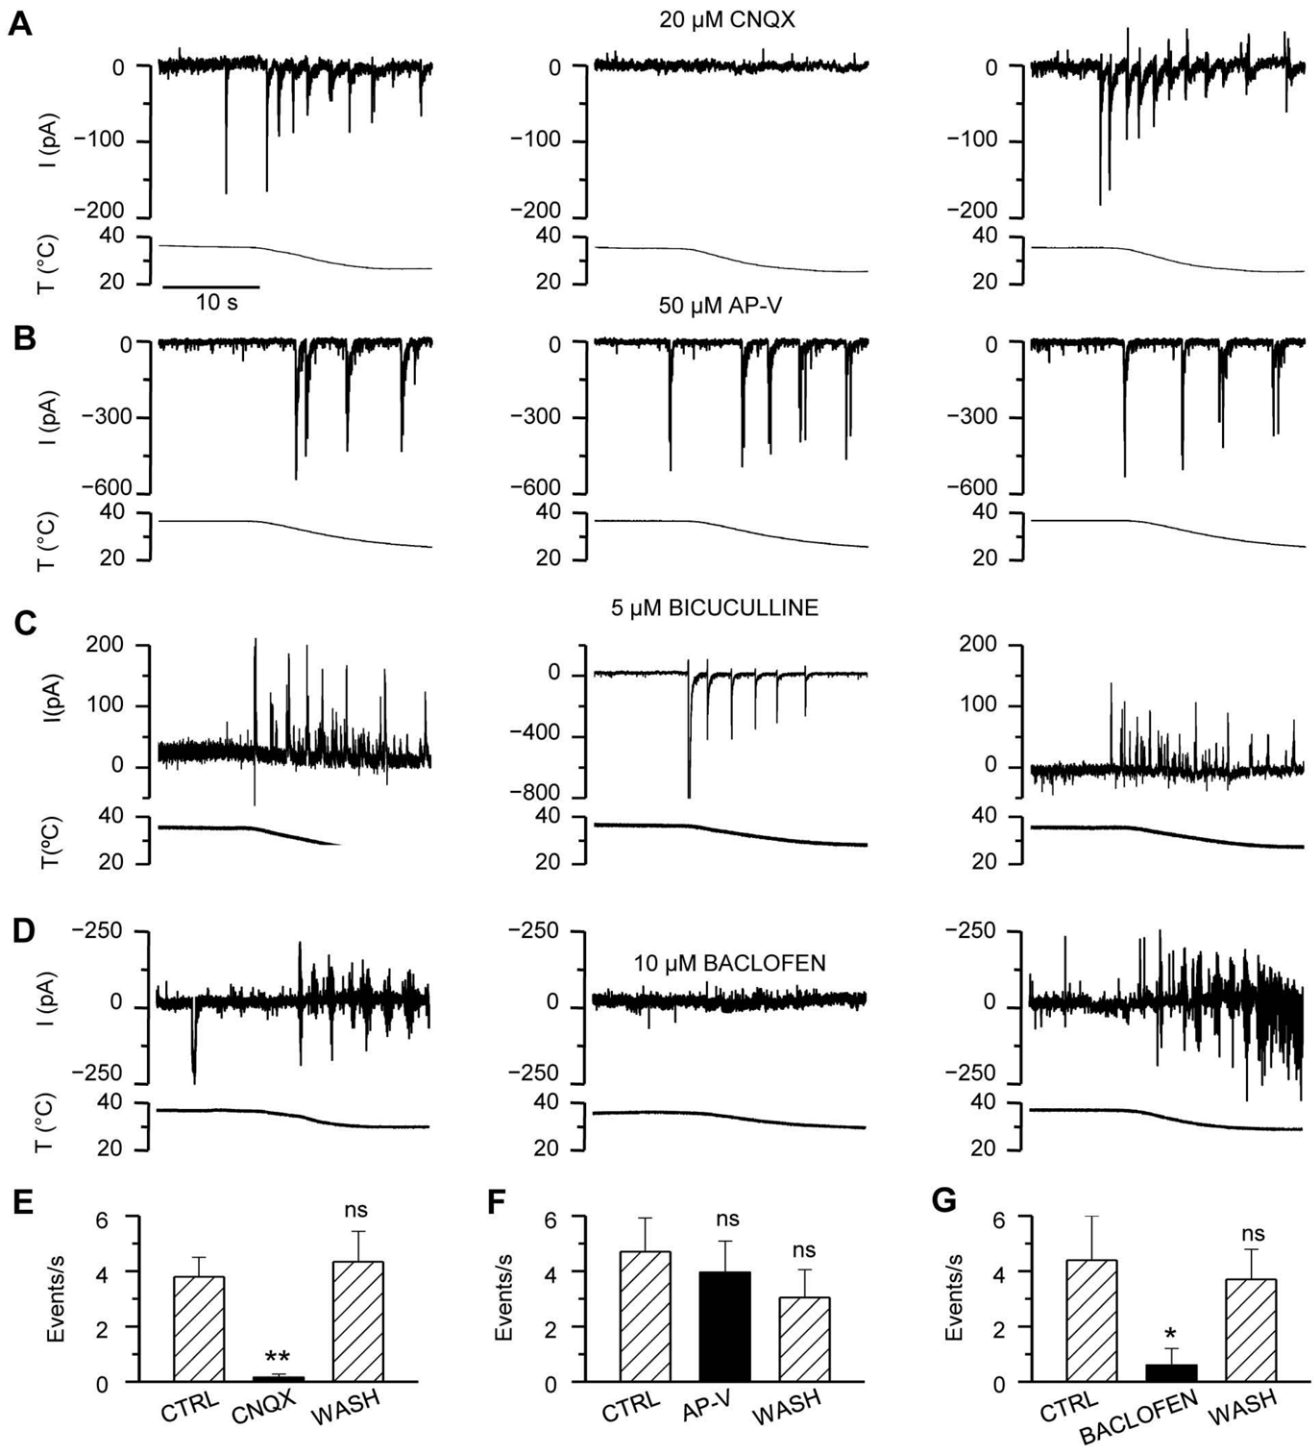 A
20 µM CNQX
0 0 0
−100 −100 −100
−200 −200 −200
I (pA)
40 40 40
20 20 20
T (°C)
10 s
50 µM AP-V
B
0 0 0
−300 −300 −300
−600 −600 −600
I (pA)
40 40 40
20 20 20
T (°C)
5 µM BICUCULLINE
C
200 0 200
100 −400 100
0 −800 0
I(pA)
40 40 40
20 20 20
T(ºC)
D
−250 −250 −250
10 µM BACLOFEN
0 0 0
−250 −250 −250
I (pA)
40 40 40
20 20 20
T (°C)
E
6
4
2
0
Events/s
ns
**
CTRL CNQX WASH
F
6
4
2
0
Events/s
ns
ns
CTRL AP-V WASH
G
6
4
2
0
Events/s
ns
*
CTRL BACLOFEN WASH